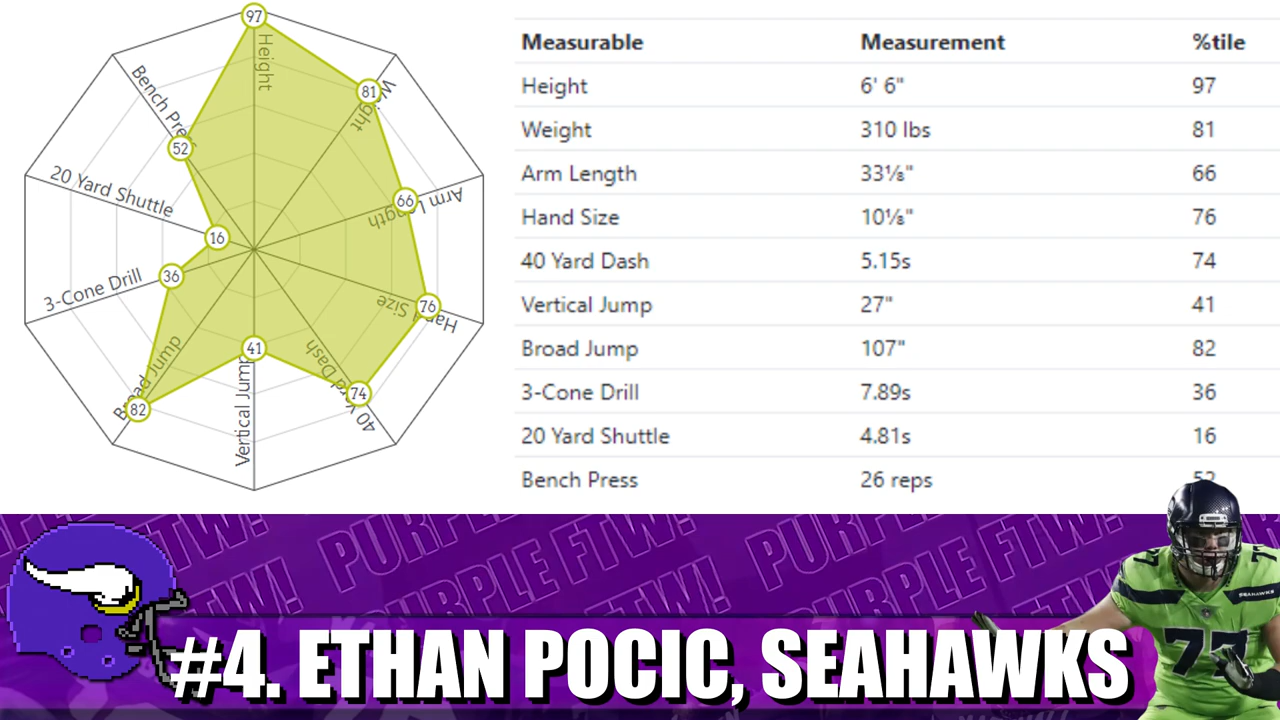 97
Height
81
Weight
66
Arm Length
76
Hand Size
74
40 Yard Dash
41
Vertical Jump
82
Broad Jump
36
3-Cone Drill
16
20 Yard Shuttle
52
Bench Press
Measurable Measurement %tile
Height 6' 6" 97
Weight 310 lbs 81
Arm Length 33⅛" 66
Hand Size 10⅛" 76
40 Yard Dash 5.15s 74
Vertical Jump 27" 41
Broad Jump 107" 82
3-Cone Drill 7.89s 36
20 Yard Shuttle 4.81s 16
Bench Press 26 reps 52
PURPLE FTW!
PURPLE FTW!
#4. ETHAN POCIC, SEAHAWKS
SEAHAWKS
77